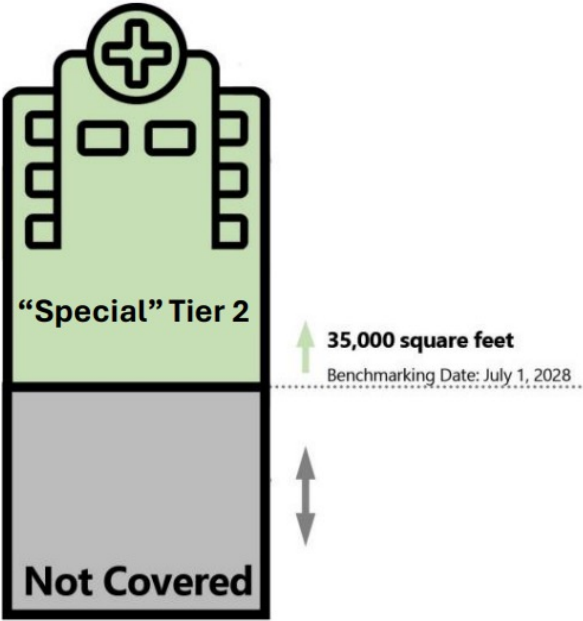 “Special” Tier 2
35,000 square feet
Benchmarking Date: July 1, 2028
Not Covered